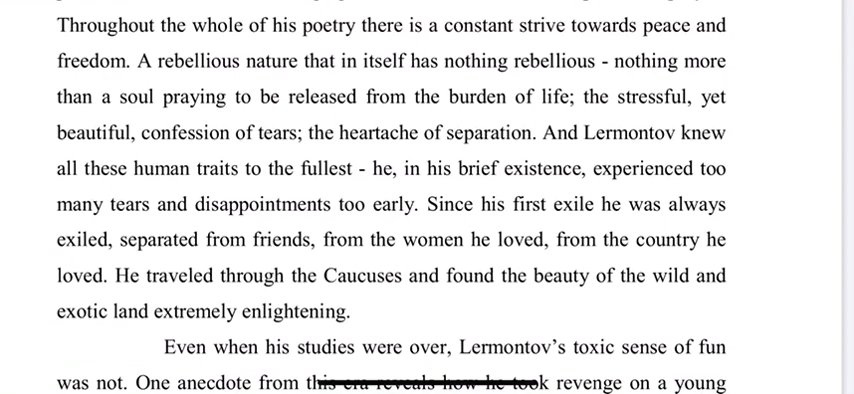 Throughout the whole of his poetry there is a constant strive towards peace and
freedom. A rebellious nature that in itself has nothing rebellious - nothing more
than a soul praying to be released from the burden of life; the stressful, yet
beautiful, confession of tears; the heartache of separation. And Lermontov knew
all these human traits to the fullest - he, in his brief existence, experienced too
many tears and disappointments too early. Since his first exile he was always
exiled, separated from friends, from the women he loved, from the country he
loved. He traveled through the Caucuses and found the beauty of the wild and
exotic land extremely enlightening.
Even when his studies were over, Lermontov’s toxic sense of fun
was not. One anecdote from this era reveals how he took revenge on a young